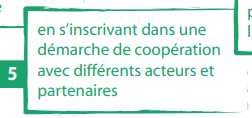 en s'inscrivant dans une
démarche de coopération
5 avec différents acteurs et
partenaires